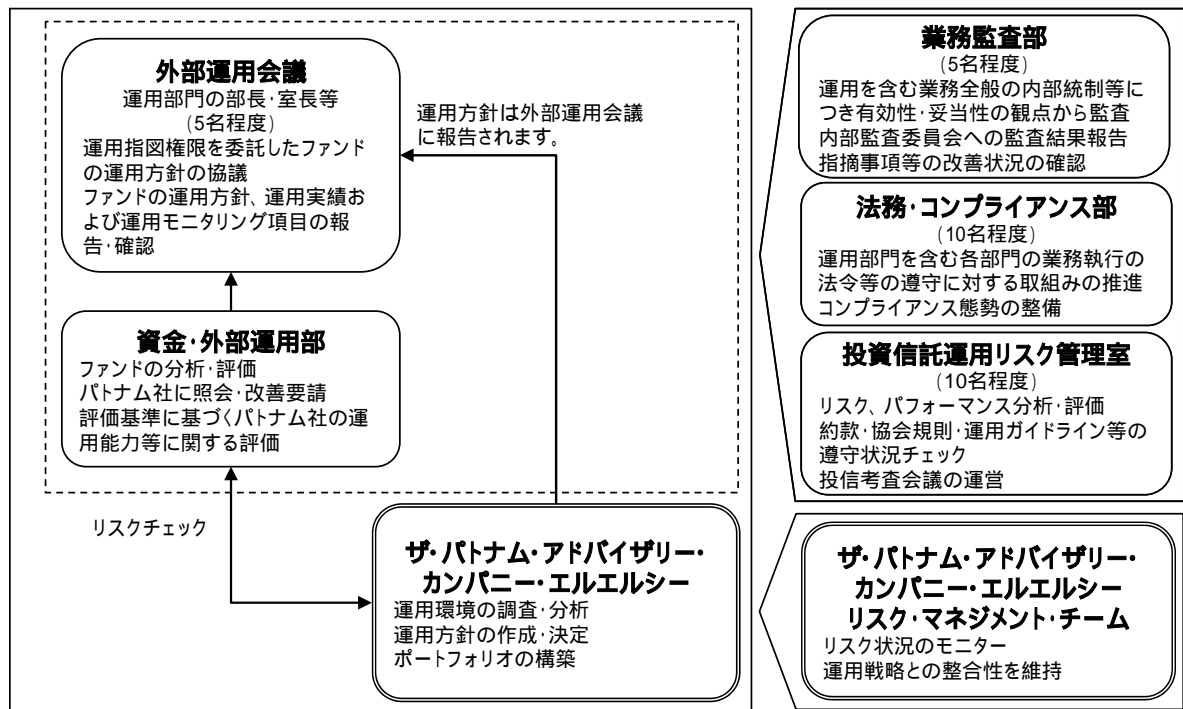 外部運用会議
運用部門の部長・室長等
(5名程度)
運用指図権限を委託したファンド
の運用方針の協議
ファンドの運用方針、運用実績お
よび運用モニタリング項目の報
告・確認
運用方針は外部運用会議
に報告されます。
資金・外部運用部
ファンドの分析・評価
パトナム社に照会・改善要請
評価基準に基づくパトナム社の運
用能力等に関する評価
リスクチェック
ザ・パトナム・アドバイザリー・
カンパニー・エルエルシー
運用環境の調査・分析
運用方針の作成・決定
ポートフォリオの構築
業務監査部
(5名程度)
運用を含む業務全般の内部統制等に
つき有効性・妥当性の観点から監査
内部監査委員会への監査結果報告
指摘事項等の改善状況の確認
法務・コンプライアンス部
(10名程度)
運用部門を含む各部門の業務執行の
法令等の遵守に対する取組みの推進
コンプライアンス態勢の整備
投資信託運用リスク管理室
(10名程度)
リスク、パフォーマンス分析・評価
約款・協会規則・運用ガイドライン等の
遵守状況チェック
投信考査会議の運営
ザ・パトナム・アドバイザリー・
カンパニー・エルエルシー
リスク・マネジメント・チーム
リスク状況のモニター
運用戦略との整合性を維持